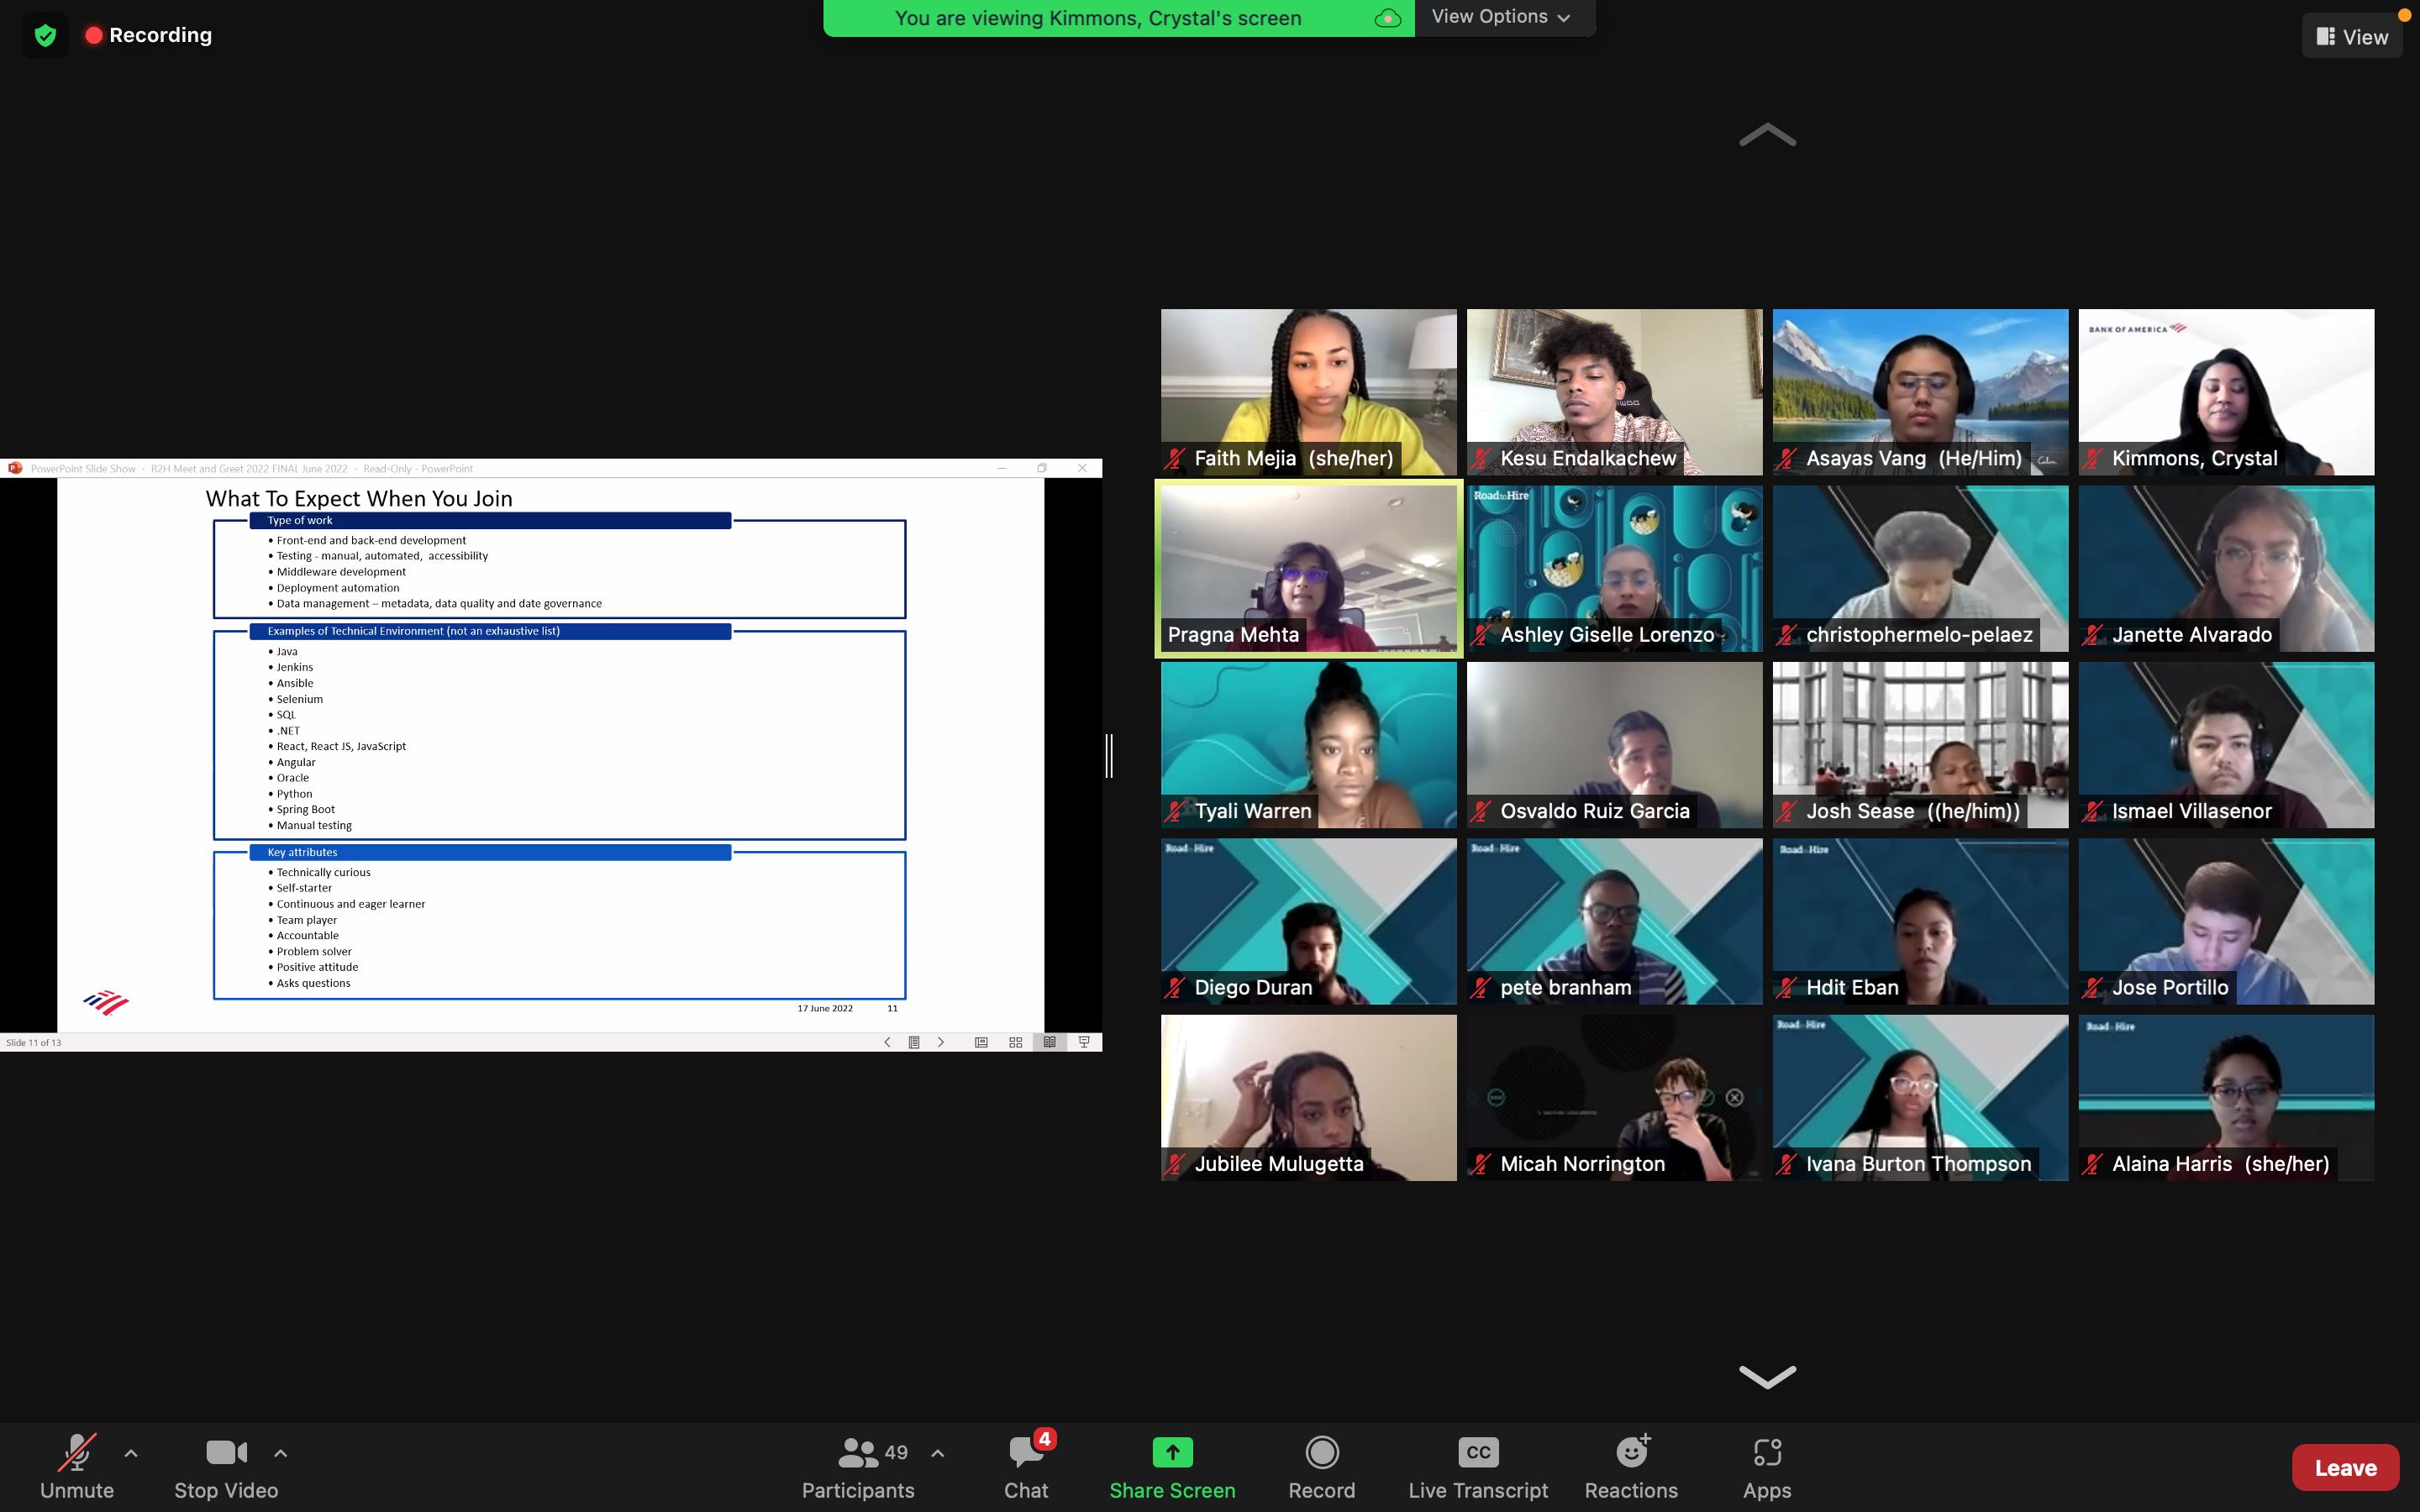 Recording
You are viewing Kimmons, Crystal's screen
View Options
View
PowerPoint Slide Show - R2H Meet and Greet 2022 FINAL June 2022 - Read-Only - PowerPoint
What To Expect When You Join
Type of work
• Front-end and back-end development
• Testing - manual, automated, accessibility
• Middleware development
• Deployment automation
• Data management – metadata, data quality and date governance
Examples of Technical Environment (not an exhaustive list)
• Java
• Jenkins
• Ansible
• Selenium
• SQL
• .NET
• React, React JS, JavaScript
• Angular
• Oracle
• Python
• Spring Boot
• Manual testing
Key attributes
• Technically curious
• Self-starter
• Continuous and eager learner
• Team player
• Accountable
• Problem solver
• Positive attitude
• Asks questions
17 June 2022 11
Slide 11 of 13
Faith Mejia (she/her)
Kesu Endalkachew
Asayas Vang (He/Him)
BANK OF AMERICA
Kimmons, Crystal
Pragna Mehta
Road to Hire
Ashley Giselle Lorenzo
christophermelo-pelaez
Janette Alvarado
Tyali Warren
Osvaldo Ruiz Garcia
Josh Sease ((he/him))
Ismael Villasenor
Road Hire
Diego Duran
Road Hire
pete branham
Road Hire
Hdit Eban
Jose Portillo
Jubilee Mulugetta
Micah Norrington
Road Hire
Ivana Burton Thompson
Road Hire
Alaina Harris (she/her)
Unmute
Stop Video
49
Participants
4
Chat
Share Screen
Record
CC
Live Transcript
Reactions
Apps
Leave